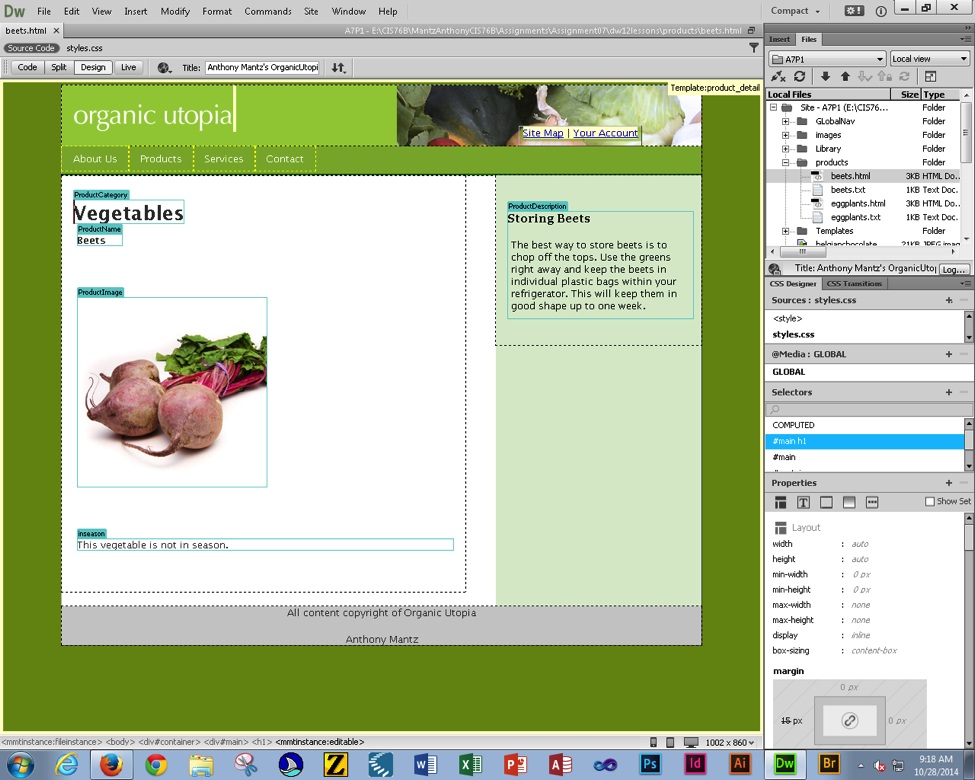 Dw File Edit View Insert Modify Format Commands Site Window Help Compact
beets.html A7P1 - E:\CIS76B\MantzAnthonyCIS76B\Assignments\Assignment07\dw12lessons\products\beets.html
Source Code styles.css
Code Split Design Live Title: Anthony Mantz's OrganicUtopi
Template:product_detail
organic utopia
Site Map | Your Account
About Us Products Services Contact
ProductCategory
Vegetables
ProductName
Beets
ProductImage
Inseason
This vegetable is not in season.
ProductDescription
Storing Beets
The best way to store beets is to
chop off the tops. Use the greens
right away and keep the beets in
individual plastic bags within your
refrigerator. This will keep them in
good shape up to one week.
All content copyright of Organic Utopia
Anthony Mantz
<mmtinstance:fileinstance> <body> <div#container> <div#main> <h1> <mmtinstance:editable>
1002 x 860
Insert Files
A7P1 Local view
Local Files Size Type
Site - A7P1 (E:\CIS76... Folder
GLobalNav Folder
images Folder
Library Folder
products Folder
beets.html 3KB HTML Do...
beets.txt 1KB Text Doc...
eggplants.html 3KB HTML Do...
eggplants.txt 1KB Text Doc...
Templates Folder
belgianchocolate 21KB JPEG imag
Title: Anthony Mantz's OrganicUtop Log...
CSS Designer CSS Transitions
Sources : styles.css
<style>
styles.css
@Media : GLOBAL
GLOBAL
Selectors
COMPUTED
#main h1
#main
Properties
Show Set
Layout
width : auto
height : auto
min-width : 0 px
min-height : 0 px
max-width : none
max-height : none
display : inline
box-sizing : content-box
margin
0 px
15 px 0 px
Z W X P A Ps Id Ai Dw Br
9:18 AM
10/28/2014